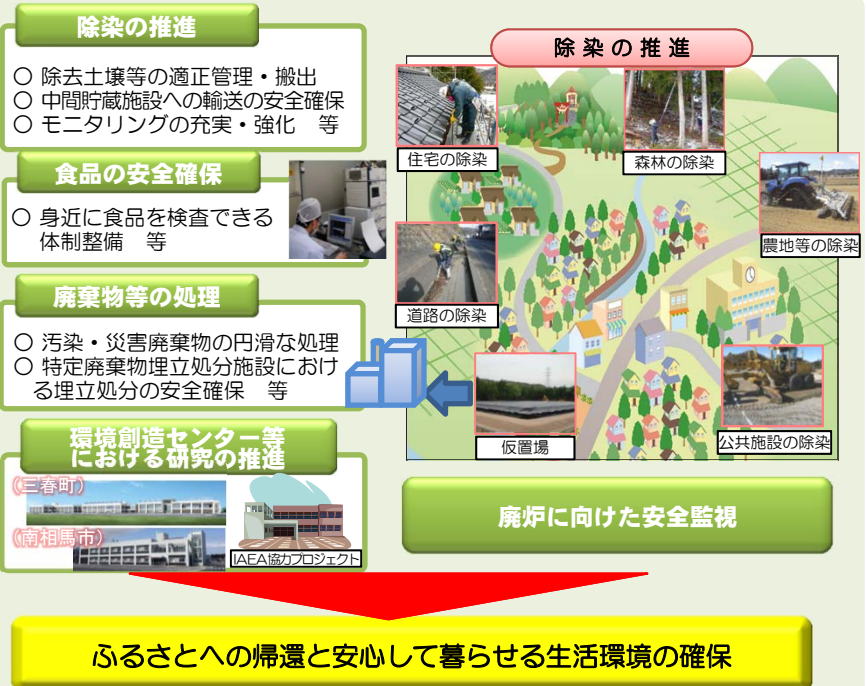 除染の推進
○ 除去土壌等の適正管理・搬出
○ 中間貯蔵施設への輸送の安全確保
○ モニタリングの充実・強化　等
食品の安全確保
○ 身近に食品を検査できる
体制整備　等
廃棄物等の処理
○ 汚染・災害廃棄物の円滑な処理
○ 特定廃棄物埋立処分施設におけ
る埋立処分の安全確保　等
環境創造センター等
における研究の推進
(三春町)
(南相馬市)
IAEA協力プロジェクト
除染の推進
住宅の除染
森林の除染
農地等の除染
道路の除染
仮置場
公共施設の除染
廃炉に向けた安全監視
ふるさとへの帰還と安心して暮らせる生活環境の確保